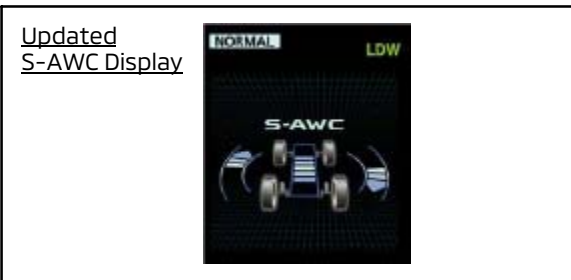 Updated
S-AWC Display
NORMAL
LDW
S-AWC